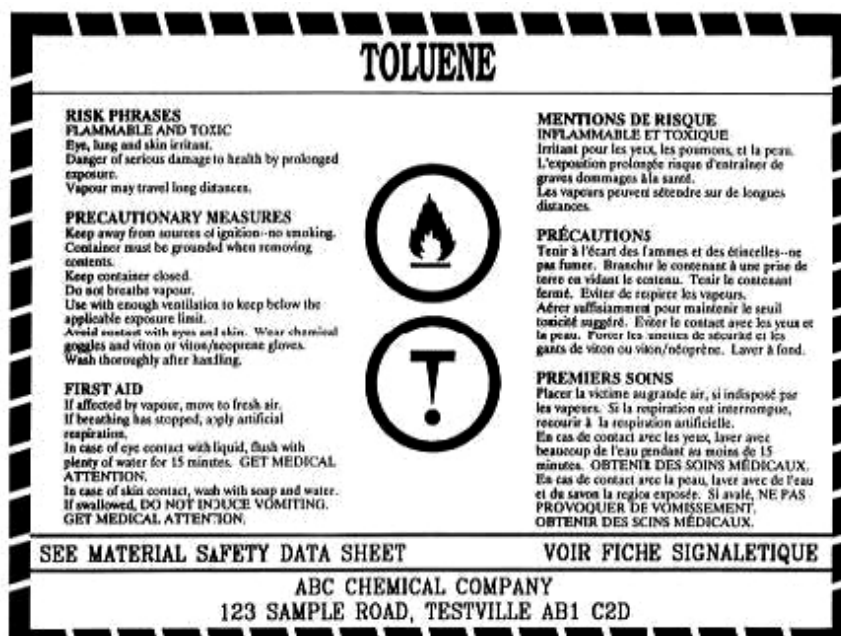 TOLUENE
RISK PHRASES
FLAMMABLE AND TOXIC
Eye, lung and skin irritant.
Danger of serious damage to health by prolonged
exposure.
Vapour may travel long distances.
PRECAUTIONARY MEASURES
Keep away from sources of ignition--no smoking.
Container must be grounded when removing
contents.
Keep container closed.
Do not breathe vapour.
Use with enough ventilation to keep below the
applicable exposure limit.
Avoid contact with eyes and skin. Wear chemical
goggles and viton or viton/neoprene gloves.
Wash thoroughly after handling.
FIRST AID
If affected by vapour, move to fresh air.
If breathing has stopped, apply artificial
respiration.
In case of eye contact with liquid, flush with
plenty of water for 15 minutes. GET MEDICAL
ATTENTION.
In case of skin contact, wash with soap and water.
If swallowed, DO NOT INDUCE VOMITING.
GET MEDICAL ATTENTION.
MENTIONS DE RISQUE
INFLAMMABLE ET TOXIQUE
Irritant pour les yeux, les poumons, et la peau.
L'exposition prolongée risque d'entraîner de
graves dommages à la santé.
Les vapeurs peuvent sétendre sur de longues
distances.
PRÉCAUTIONS
Tenir à l'écart des flammes et des étincelles--ne
pas fumer. Brancher le contenant à une prise de
terre en vidant le contenu. Tenir le contenant
fermé. Eviter de respirer les vapeurs.
Aérer suffisiamment pour maintenir le seuil
toxicité suggéré. Eviter le contact avec les yeux et
la peau. Porter les lunettes de sécurité et les
gants de viton ou viton/néoprène. Laver à fond.
PREMIERS SOINS
Placer la victime au grande air, si indisposé par
les vapeurs. Si la respiration est interrompue,
recourir à la respiration artificielle.
En cas de contact avec les yeux, laver avec
beaucoup de l'eau pendant au moins de 15
minutes. OBTENIR DES SOINS MÉDICAUX.
En cas de contact avec la peau, laver avec de l'eau
et du savon la region exposée. Si avalé, NE PAS
PROVOQUER DE VOMISSEMENT.
OBTENIR DES SOINS MÉDICAUX.
SEE MATERIAL SAFETY DATA SHEET
VOIR FICHE SIGNALETIQUE
ABC CHEMICAL COMPANY
123 SAMPLE ROAD, TESTVILLE AB1 C2D